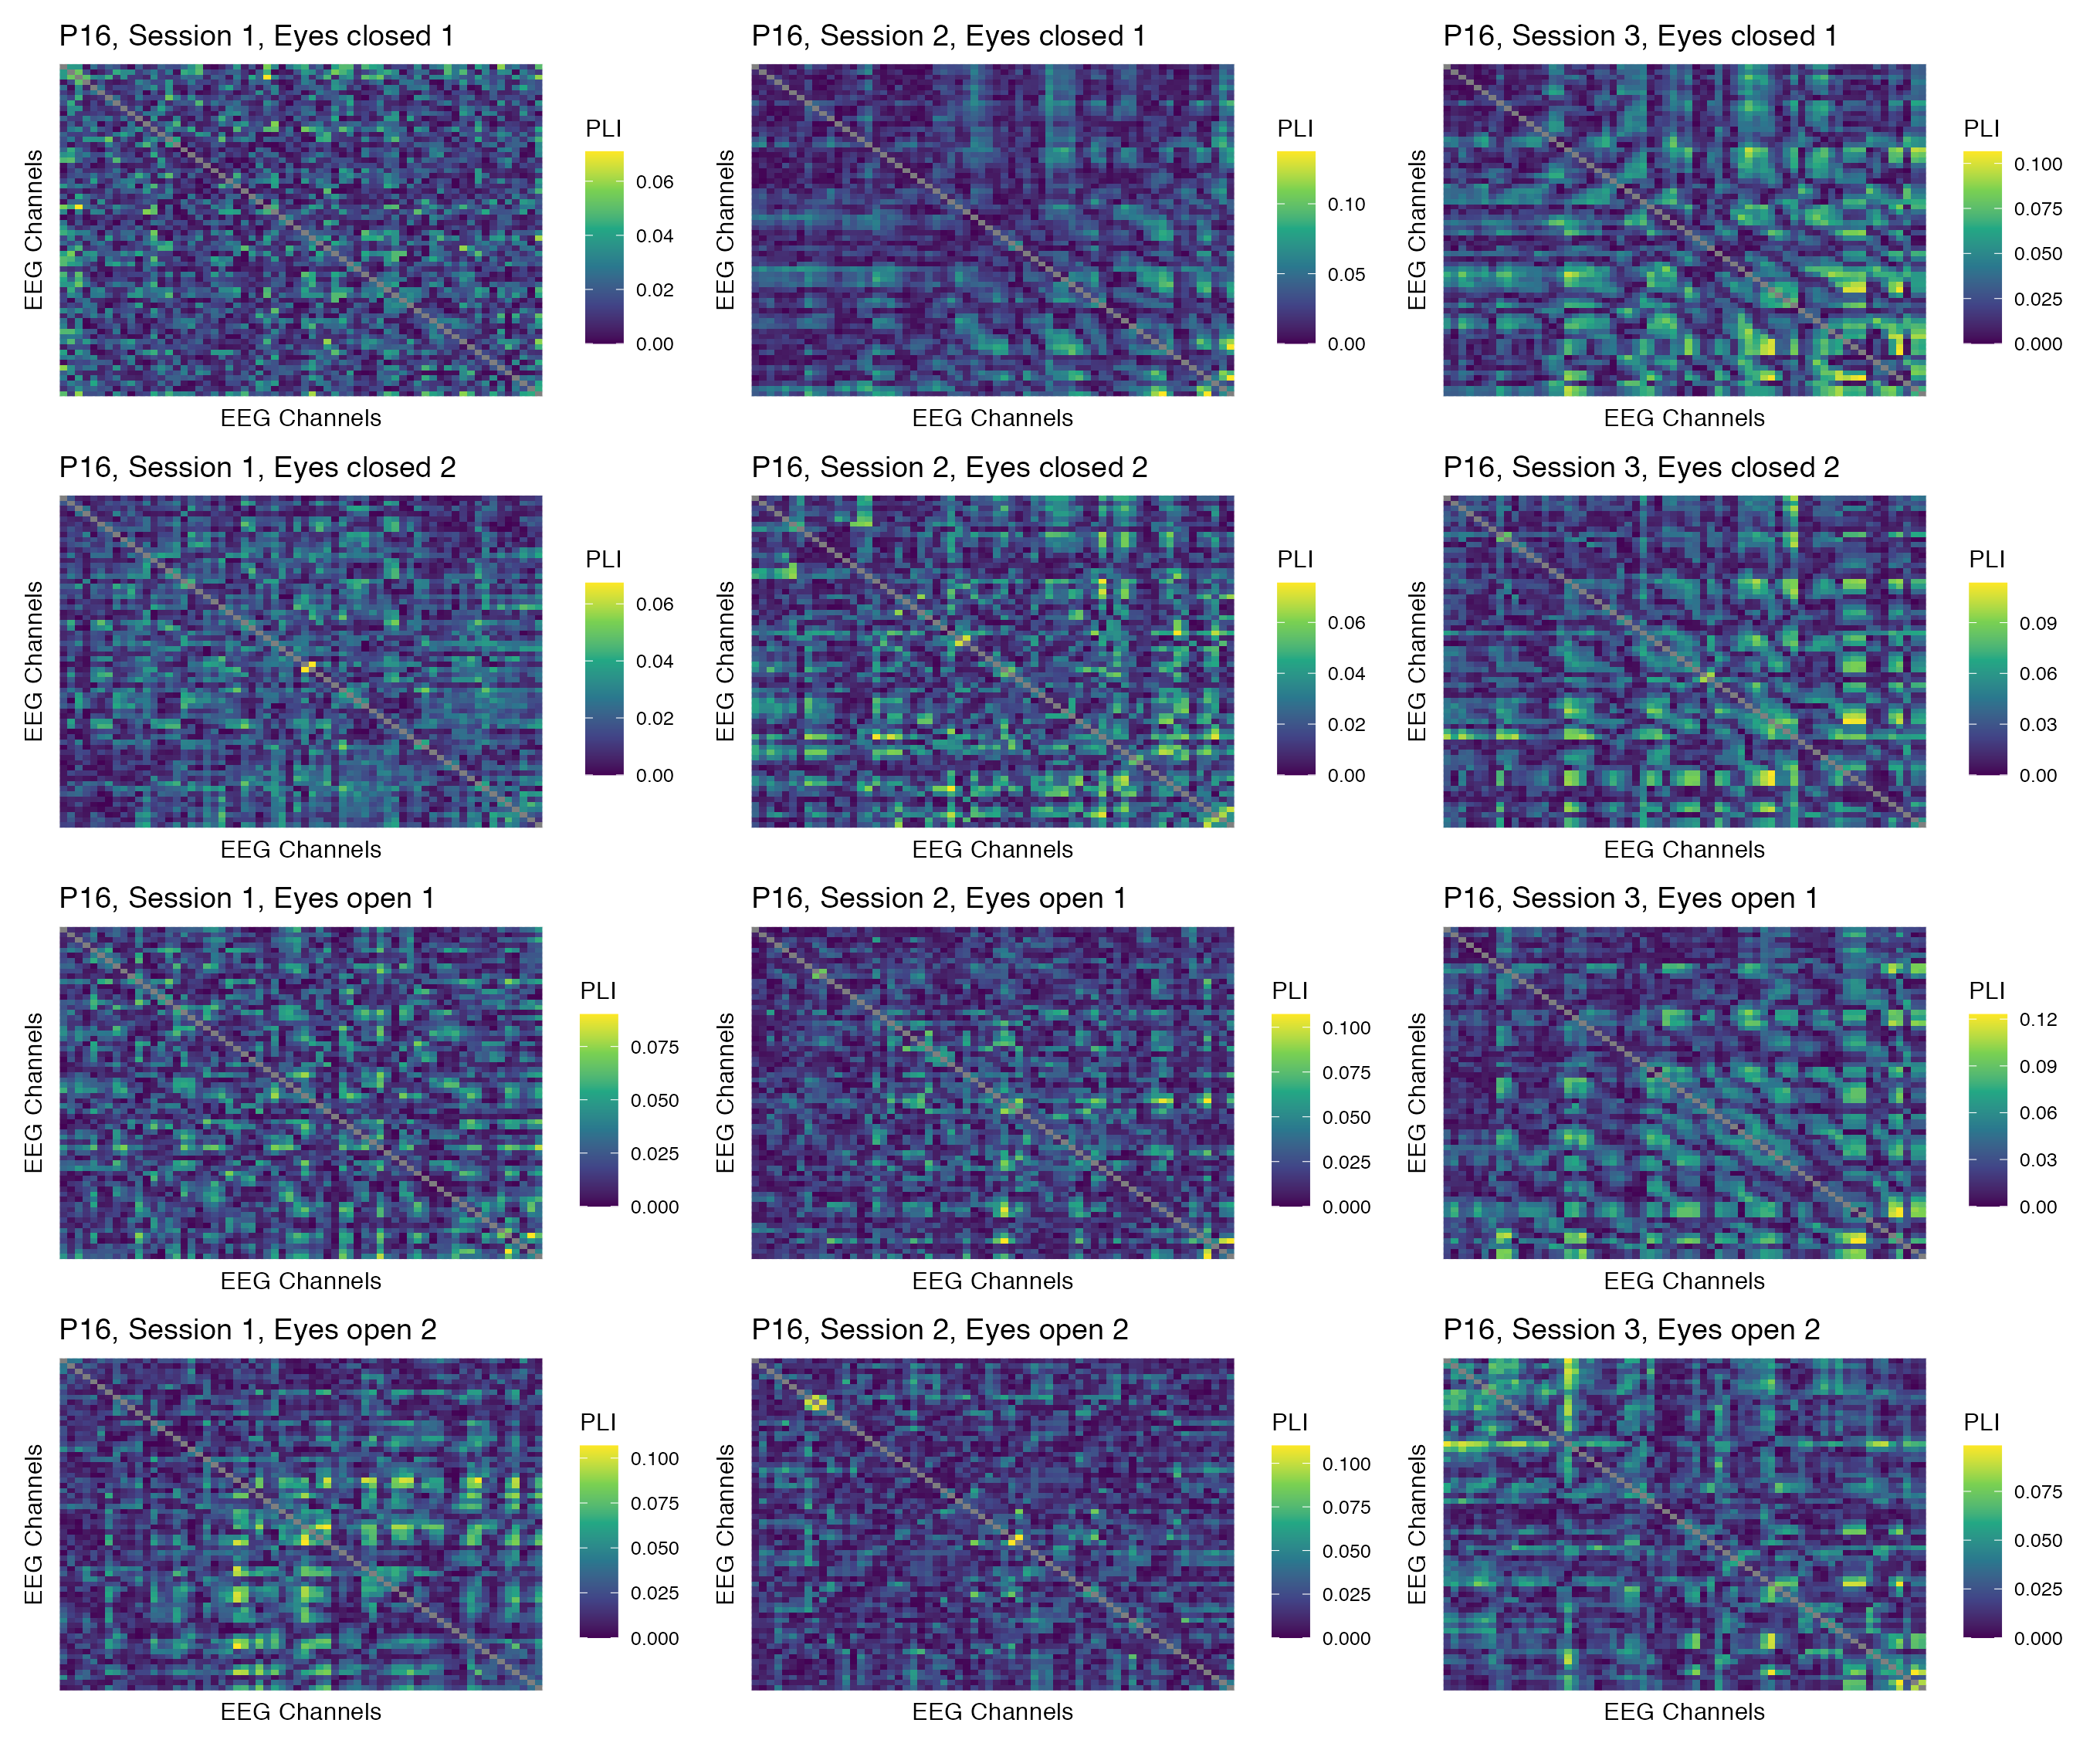 P16, Session 1, Eyes closed 1
P16, Session 2, Eyes closed 1
P16, Session 3, Eyes closed 1
EEG Channels
PLI
0.06
0.04
0.02
0.00
EEG Channels
EEG Channels
PLI
0.10
0.05
0.00
EEG Channels
EEG Channels
PLI
0.100
0.075
0.050
0.025
0.000
EEG Channels
P16, Session 1, Eyes closed 2
P16, Session 2, Eyes closed 2
P16, Session 3, Eyes closed 2
EEG Channels
PLI
0.06
0.04
0.02
0.00
EEG Channels
EEG Channels
PLI
0.06
0.04
0.02
0.00
EEG Channels
EEG Channels
PLI
0.09
0.06
0.03
0.00
EEG Channels
P16, Session 1, Eyes open 1
P16, Session 2, Eyes open 1
P16, Session 3, Eyes open 1
EEG Channels
PLI
0.075
0.050
0.025
0.000
EEG Channels
EEG Channels
PLI
0.100
0.075
0.050
0.025
0.000
EEG Channels
EEG Channels
PLI
0.12
0.09
0.06
0.03
0.00
EEG Channels
P16, Session 1, Eyes open 2
P16, Session 2, Eyes open 2
P16, Session 3, Eyes open 2
EEG Channels
PLI
0.100
0.075
0.050
0.025
0.000
EEG Channels
EEG Channels
PLI
0.100
0.075
0.050
0.025
0.000
EEG Channels
EEG Channels
PLI
0.075
0.050
0.025
0.000
EEG Channels